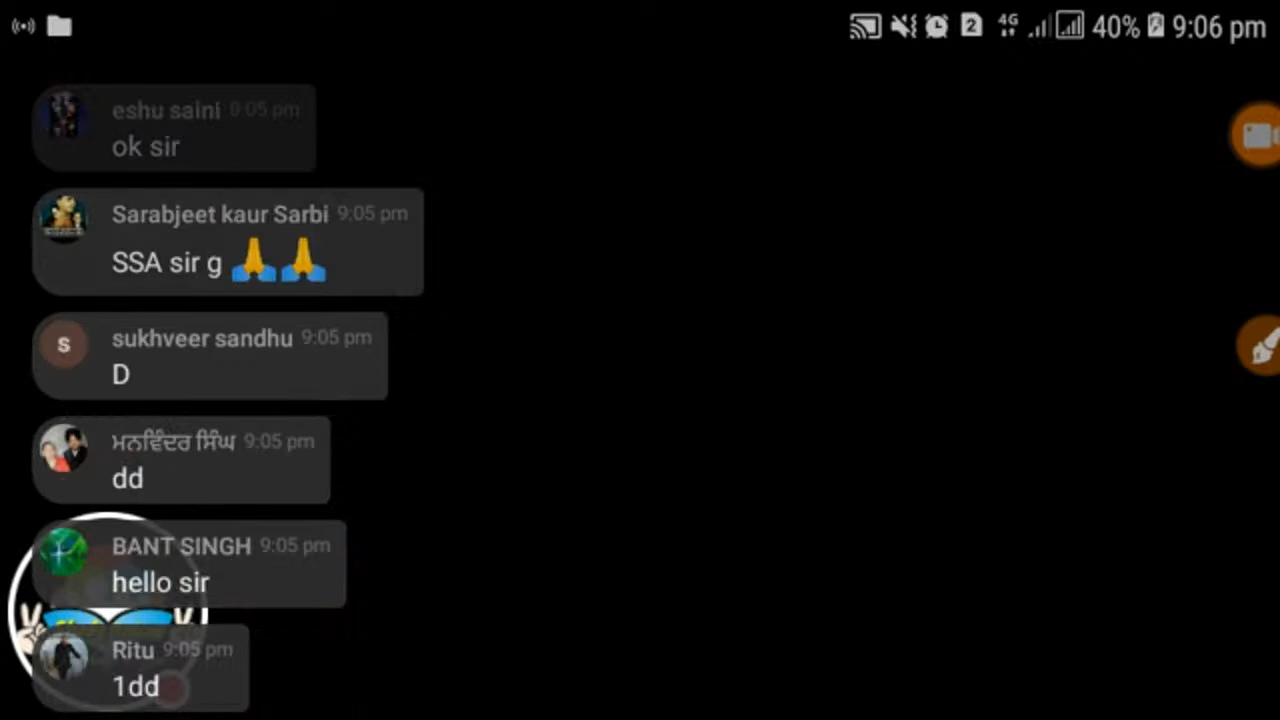 2 4G 40% 9:06 pm
eshu saini 9:05 pm
ok sir
Sarabjeet kaur Sarbi 9:05 pm
SSA sir g 🙏🙏
s sukhveer sandhu 9:05 pm
D
ਮਨਵਿੰਦਰ ਸਿੰਘ 9:05 pm
dd
BANT SINGH 9:05 pm
hello sir
Ritu 9:05 pm
1dd